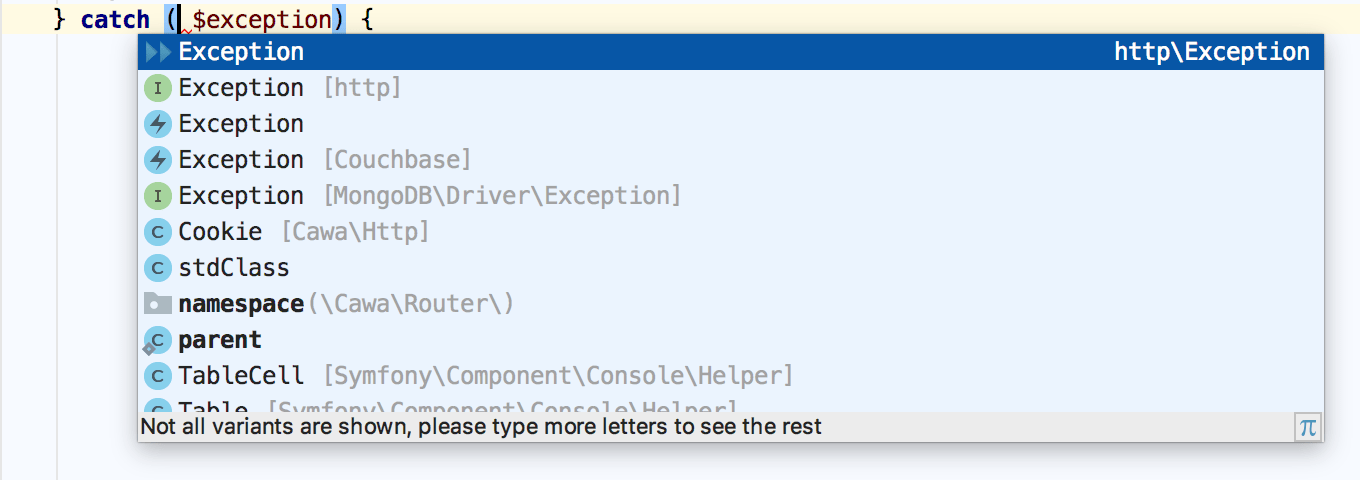 } catch ( $exception) {
Exception http\Exception
I Exception [http]
Exception
Exception [Couchbase]
I Exception [MongoDB\Driver\Exception]
C Cookie [Cawa\Http]
C stdClass
namespace(\Cawa\Router\)
C parent
C TableCell [Symfony\Component\Console\Helper]
C Table [Symfony\Component\Console\Helper]
Not all variants are shown, please type more letters to see the rest π